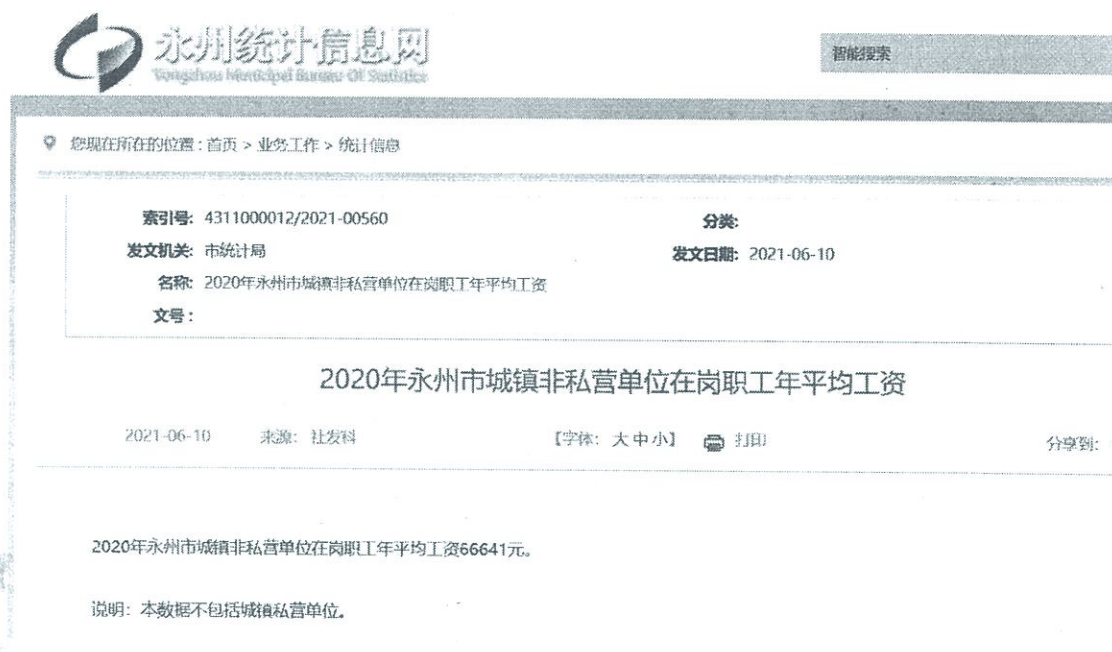 永州统计信息网
Yongzhou Municipal Bureau Of Statistics
智能搜索
您现在所在的位置：首页 > 业务工作 > 统计信息
索引号: 4311000012/2021-00560
分类:
发文机关: 市统计局
发文日期: 2021-06-10
名称: 2020年永州市城镇非私营单位在岗职工年平均工资
文号：
2020年永州市城镇非私营单位在岗职工年平均工资
2021-06-10 来源： 社发科 【字体：大 中 小】 打印 分享到：
2020年永州市城镇非私营单位在岗职工年平均工资66641元。
说明：本数据不包括城镇私营单位。